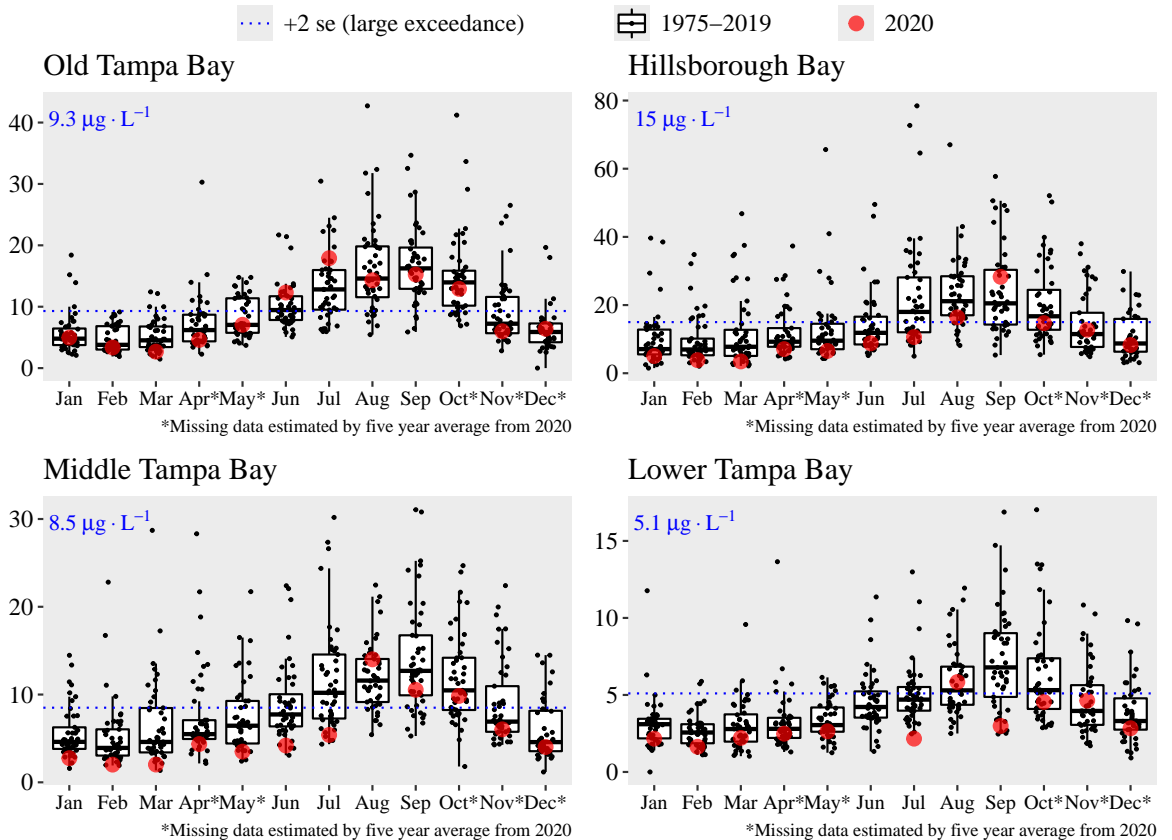 +2 se (large exceedance) 1975–2019 2020
Old Tampa Bay
9.3 μg · L⁻¹
40
30
20
10
0
Jan Feb Mar Apr* May* Jun Jul Aug Sep Oct* Nov* Dec*
*Missing data estimated by five year average from 2020
Hillsborough Bay
15 μg · L⁻¹
80
60
40
20
0
Jan Feb Mar Apr* May* Jun Jul Aug Sep Oct* Nov* Dec*
*Missing data estimated by five year average from 2020
Middle Tampa Bay
8.5 μg · L⁻¹
30
20
10
0
Jan Feb Mar Apr* May* Jun Jul Aug Sep Oct* Nov* Dec*
*Missing data estimated by five year average from 2020
Lower Tampa Bay
5.1 μg · L⁻¹
15
10
5
0
Jan Feb Mar Apr* May* Jun Jul Aug Sep Oct* Nov* Dec*
*Missing data estimated by five year average from 2020